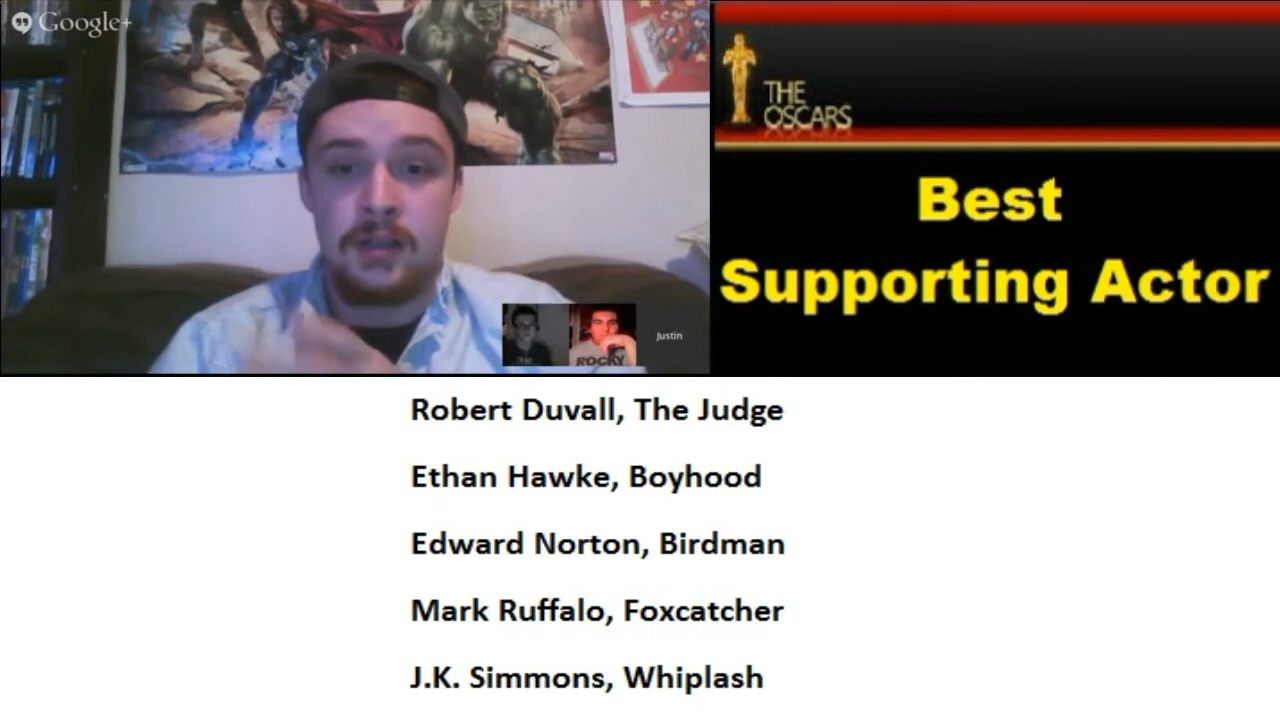 Google+
THE
OSCARS
Best
Supporting Actor
Justin
ROCKY
Robert Duvall, The Judge
Ethan Hawke, Boyhood
Edward Norton, Birdman
Mark Ruffalo, Foxcatcher
J.K. Simmons, Whiplash